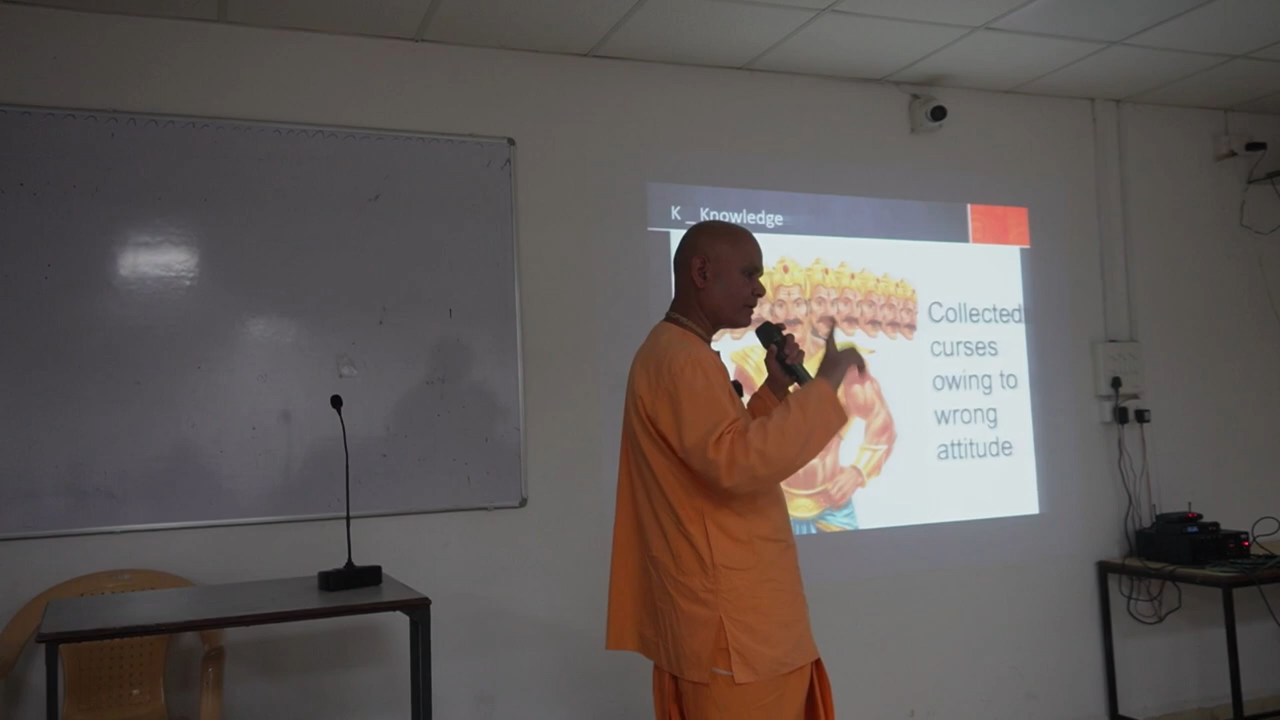 K _ Knowledge
Collected
curses
owing to
wrong
attitude